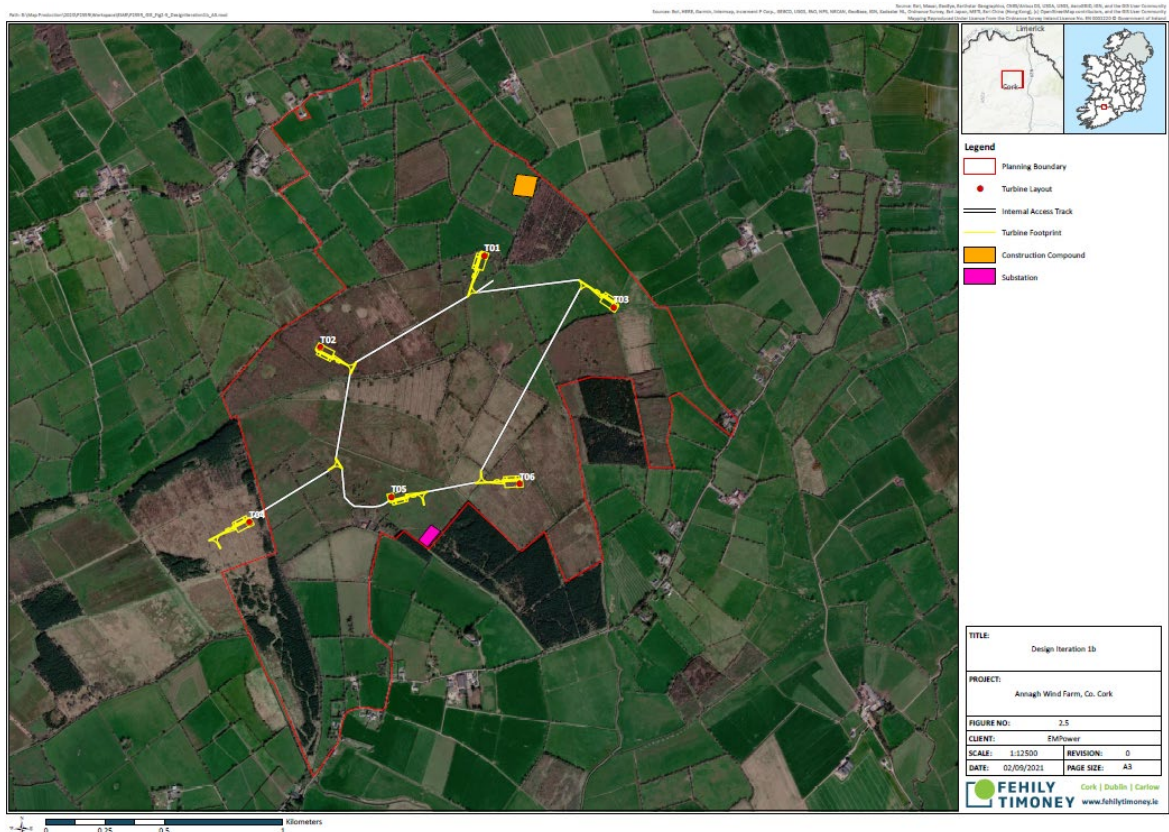 Limerick
Cork
Legend
Planning Boundary
Turbine Layout
Internal Access Track
Turbine Footprint
Construction Compound
Substation
T01
T03
T02
T06
T05
T04
TITLE:
Design Iteration 1b
PROJECT:
Annagh Wind Farm, Co. Cork
FIGURE NO: 2.5
CLIENT: EMPower
SCALE: 1:12500 REVISION: 0
DATE: 02/09/2021 PAGE SIZE: A3
FEHILY TIMONEY
Cork | Dublin | Carlow
www.fehilytimoney.ie
Kilometers
0 0.25 0.5 1